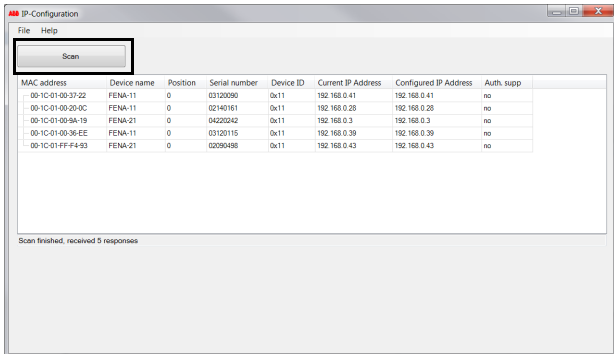 ABB IP-Configuration
File Help
Scan
MAC address Device name Position Serial number Device ID Current IP Address Configured IP Address Auth. supp
00-1C-01-00-37-22 FENA-11 0 03120090 0x11 192.168.0.41 192.168.0.41 no
00-1C-01-00-20-0C FENA-11 0 02140161 0x11 192.168.0.28 192.168.0.28 no
00-1C-01-00-9A-19 FENA-21 0 04220242 0x11 192.168.0.3 192.168.0.3 no
00-1C-01-00-36-EE FENA-11 0 03120115 0x11 192.168.0.39 192.168.0.39 no
00-1C-01-FF-F4-93 FENA-21 0 02090498 0x11 192.168.0.43 192.168.0.43 no
Scan finished, received 5 responses